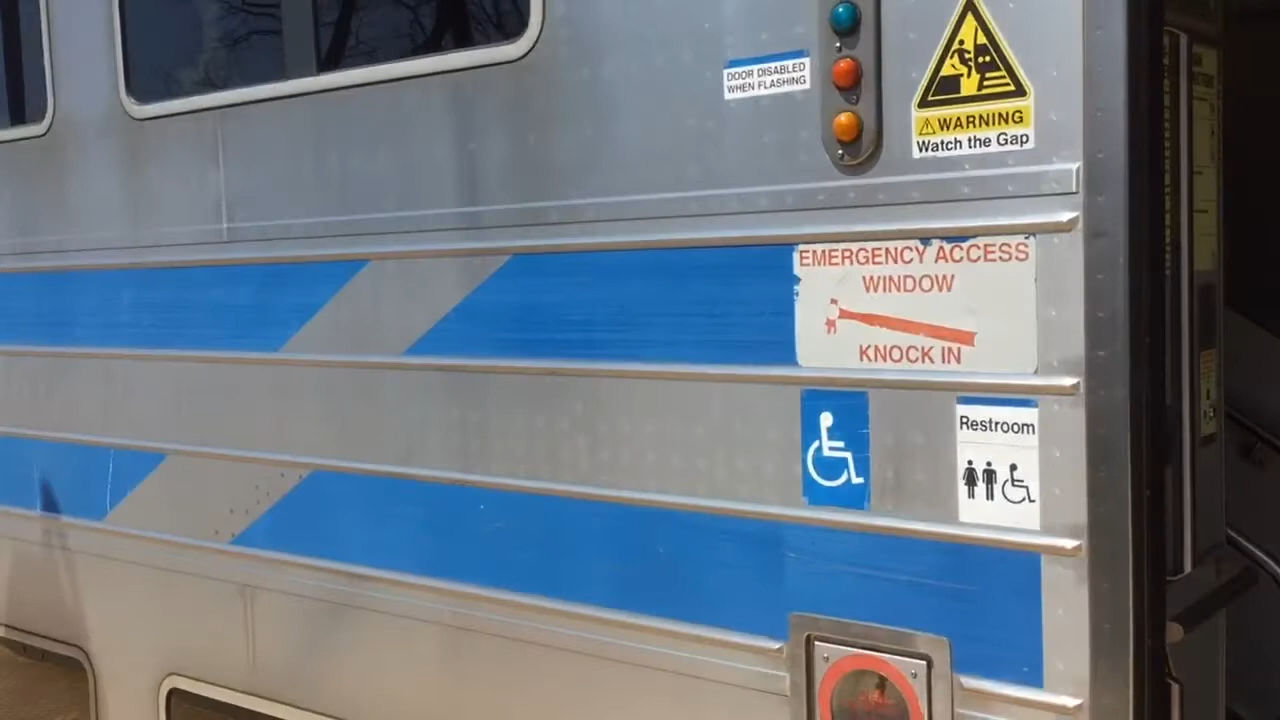 DOOR DISABLED
WHEN FLASHING
WARNING
Watch the Gap
EMERGENCY ACCESS
WINDOW
KNOCK IN
Restroom